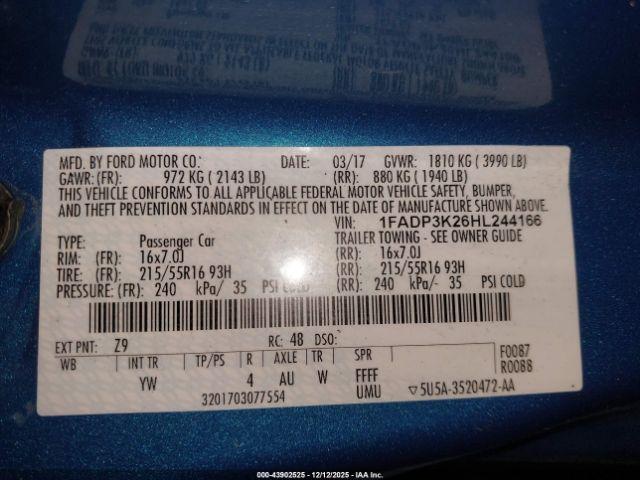 MFD. BY FORD MOTOR CO. DATE: 03/17 GVWR: 1810 KG ( 3990 LB)
GAWR: (FR): 972 KG ( 2143 LB) (RR): 880 KG ( 1940 LB)
THIS VEHICLE CONFORMS TO ALL APPLICABLE FEDERAL MOTOR VEHICLE SAFETY, BUMPER,
AND THEFT PREVENTION STANDARDS IN EFFECT ON THE DATE OF MANUFACTURE SHOWN ABOVE.
VIN: 1FADP3K26HL244166
TYPE: Passenger Car TRAILER TOWING - SEE OWNER GUIDE
RIM: (FR): 16x7.0J (RR): 16x7.0J
TIRE: (FR): 215/55R16 93H (RR): 215/55R16 93H
PRESSURE: (FR): 240 kPa/ 35 PSI COLD (RR): 240 kPa/ 35 PSI COLD
EXT PNT: Z9 RC: 48 DSO: F0087
WB INT TR TP/PS R AXLE TR SPR R0088
YW 4 AU W FFFF
3201703077554 UMU ▽5U5A-3520472-AA
000-43902525 - 12/12/2025 - IAA Inc.